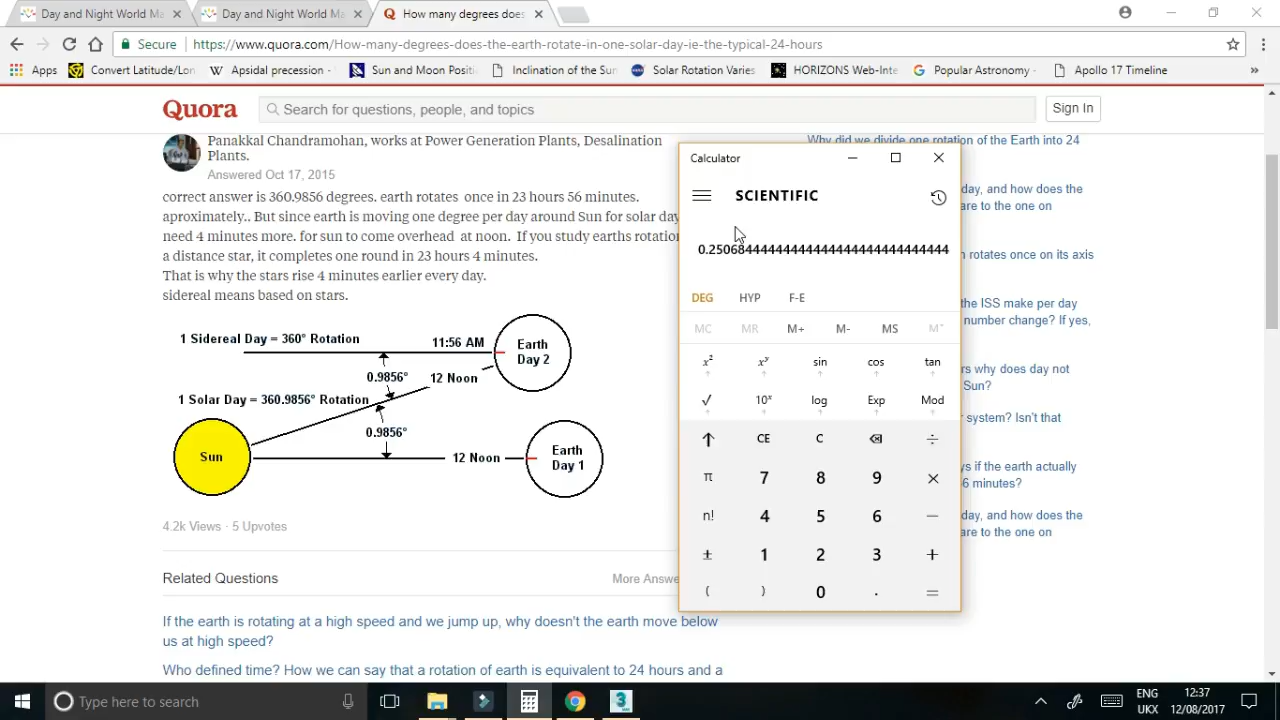 Day and Night World Ma
Day and Night World Ma
How many degrees does
Secure
https://www.quora.com/How-many-degrees-does-the-earth-rotate-in-one-solar-day-ie-the-typical-24-hours
Apps
Convert Latitude/Lon
Apsidal precession -
Sun and Moon Positi
Inclination of the Sun
Solar Rotation Varies
HORIZONS Web-Inte
Popular Astronomy -
Apollo 17 Timeline
»
Quora
Search for questions, people, and topics
Sign In
Panakkal Chandramohan, works at Power Generation Plants, Desalination
Plants.
Answered Oct 17, 2015
correct answer is 360.9856 degrees. earth rotates once in 23 hours 56 minutes.
aproximately.. But since earth is moving one degree per day around Sun for solar day
need 4 minutes more. for sun to come overhead at noon. If you study earths rotation
a distance star, it completes one round in 23 hours 4 minutes.
That is why the stars rise 4 minutes earlier every day.
sidereal means based on stars.
1 Sidereal Day = 360° Rotation
11:56 AM
Earth
Day 2
0.9856°
12 Noon
1 Solar Day = 360.9856° Rotation
0.9856°
Sun
12 Noon
Earth
Day 1
4.2k Views · 5 Upvotes
Related Questions
More Answe
If the earth is rotating at a high speed and we jump up, why doesn't the earth move below
us at high speed?
Who defined time? How we can say that a rotation of earth is equivalent to 24 hours and a
Why did we divide one rotation of the Earth into 24
day, and how does the
are to the one on
n rotates once on its axis
the ISS make per day
number change? If yes,
rs why does day not
Sun?
r system? Isn't that
ys if the earth actually
56 minutes?
day, and how does the
are to the one on
Calculator
SCIENTIFIC
0.2506844444444444444444444444444
DEG
HYP
F-E
MC
MR
M+
M-
MS
M˅
x²
xʸ
sin
cos
tan
√
10ˣ
log
Exp
Mod
↑
CE
C
÷
π
7
8
9
×
n!
4
5
6
−
±
1
2
3
+
(
)
0
.
=
Type here to search
3
ENG
UKX
12:37
12/08/2017